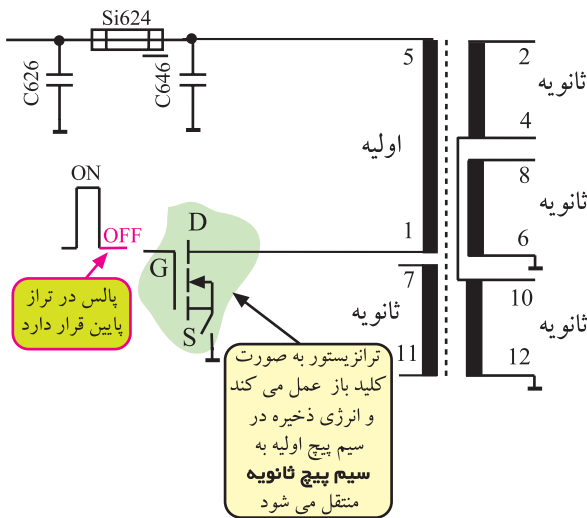 Si624
C626
C646
5
اولیه
1
2
ثانویه
4
8
ثانویه
6
7
ثانویه
11
10
ثانویه
12
ON
OFF
D
G
S
پالس در تراز
پایین قرار دارد
ترانزیستور به صورت
کلید باز عمل می کند
و انرژی ذخیره در
سیم پیچ اولیه به
سیم پیچ ثانویه
منتقل می شود